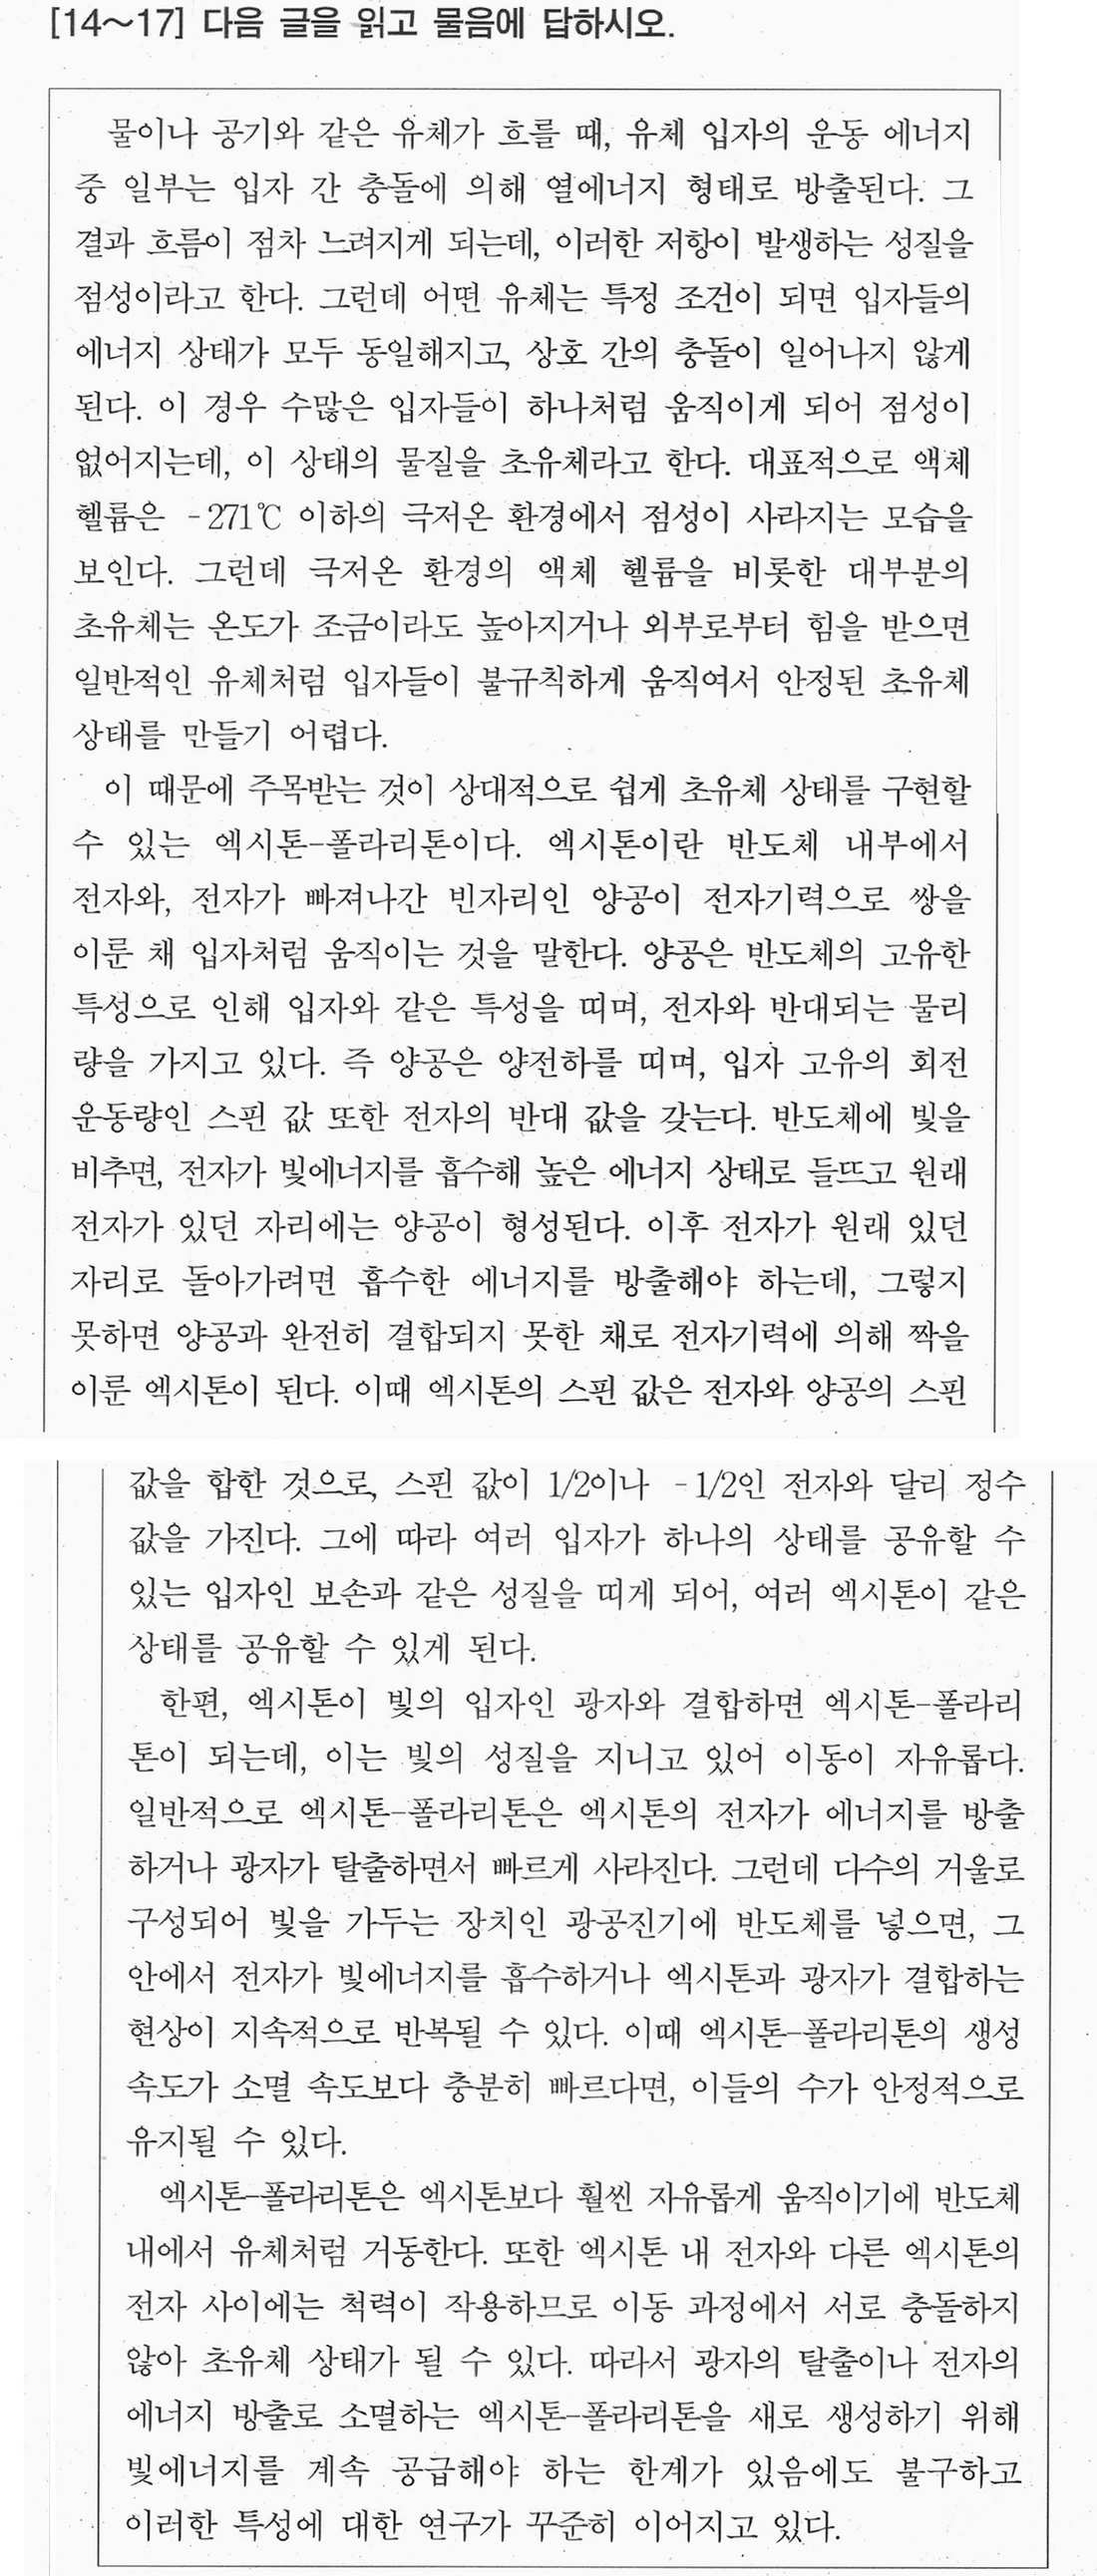 [14～17] 다음 글을 읽고 물음에 답하시오.
물이나 공기와 같은 유체가 흐를 때, 유체 입자의 운동 에너지
중 일부는 입자 간 충돌에 의해 열에너지 형태로 방출된다. 그
결과 흐름이 점차 느려지게 되는데, 이러한 저항이 발생하는 성질을
점성이라고 한다. 그런데 어떤 유체는 특정 조건이 되면 입자들의
에너지 상태가 모두 동일해지고, 상호 간의 충돌이 일어나지 않게
된다. 이 경우 수많은 입자들이 하나처럼 움직이게 되어 점성이
없어지는데, 이 상태의 물질을 초유체라고 한다. 대표적으로 액체
헬륨은 -271℃ 이하의 극저온 환경에서 점성이 사라지는 모습을
보인다. 그런데 극저온 환경의 액체 헬륨을 비롯한 대부분의
초유체는 온도가 조금이라도 높아지거나 외부로부터 힘을 받으면
일반적인 유체처럼 입자들이 불규칙하게 움직여서 안정된 초유체
상태를 만들기 어렵다.
이 때문에 주목받는 것이 상대적으로 쉽게 초유체 상태를 구현할
수 있는 엑시톤-폴라리톤이다. 엑시톤이란 반도체 내부에서
전자와, 전자가 빠져나간 빈자리인 양공이 전자기력으로 쌍을
이룬 채 입자처럼 움직이는 것을 말한다. 양공은 반도체의 고유한
특성으로 인해 입자와 같은 특성을 띠며, 전자와 반대되는 물리
량을 가지고 있다. 즉 양공은 양전하를 띠며, 입자 고유의 회전
운동량인 스핀 값 또한 전자의 반대 값을 갖는다. 반도체에 빛을
비추면, 전자가 빛에너지를 흡수해 높은 에너지 상태로 들뜨고 원래
전자가 있던 자리에는 양공이 형성된다. 이후 전자가 원래 있던
자리로 돌아가려면 흡수한 에너지를 방출해야 하는데, 그렇지
못하면 양공과 완전히 결합되지 못한 채로 전자기력에 의해 짝을
이룬 엑시톤이 된다. 이때 엑시톤의 스핀 값은 전자와 양공의 스핀
값을 합한 것으로, 스핀 값이 1/2이나 -1/2인 전자와 달리 정수
값을 가진다. 그에 따라 여러 입자가 하나의 상태를 공유할 수
있는 입자인 보손과 같은 성질을 띠게 되어, 여러 엑시톤이 같은
상태를 공유할 수 있게 된다.
한편, 엑시톤이 빛의 입자인 광자와 결합하면 엑시톤-폴라리
톤이 되는데, 이는 빛의 성질을 지니고 있어 이동이 자유롭다.
일반적으로 엑시톤-폴라리톤은 엑시톤의 전자가 에너지를 방출
하거나 광자가 탈출하면서 빠르게 사라진다. 그런데 다수의 거울로
구성되어 빛을 가두는 장치인 광공진기에 반도체를 넣으면, 그
안에서 전자가 빛에너지를 흡수하거나 엑시톤과 광자가 결합하는
현상이 지속적으로 반복될 수 있다. 이때 엑시톤-폴라리톤의 생성
속도가 소멸 속도보다 충분히 빠르다면, 이들의 수가 안정적으로
유지될 수 있다.
엑시톤-폴라리톤은 엑시톤보다 훨씬 자유롭게 움직이기에 반도체
내에서 유체처럼 거동한다. 또한 엑시톤 내 전자와 다른 엑시톤의
전자 사이에는 척력이 작용하므로 이동 과정에서 서로 충돌하지
않아 초유체 상태가 될 수 있다. 따라서 광자의 탈출이나 전자의
에너지 방출로 소멸하는 엑시톤-폴라리톤을 새로 생성하기 위해
빛에너지를 계속 공급해야 하는 한계가 있음에도 불구하고
이러한 특성에 대한 연구가 꾸준히 이어지고 있다.